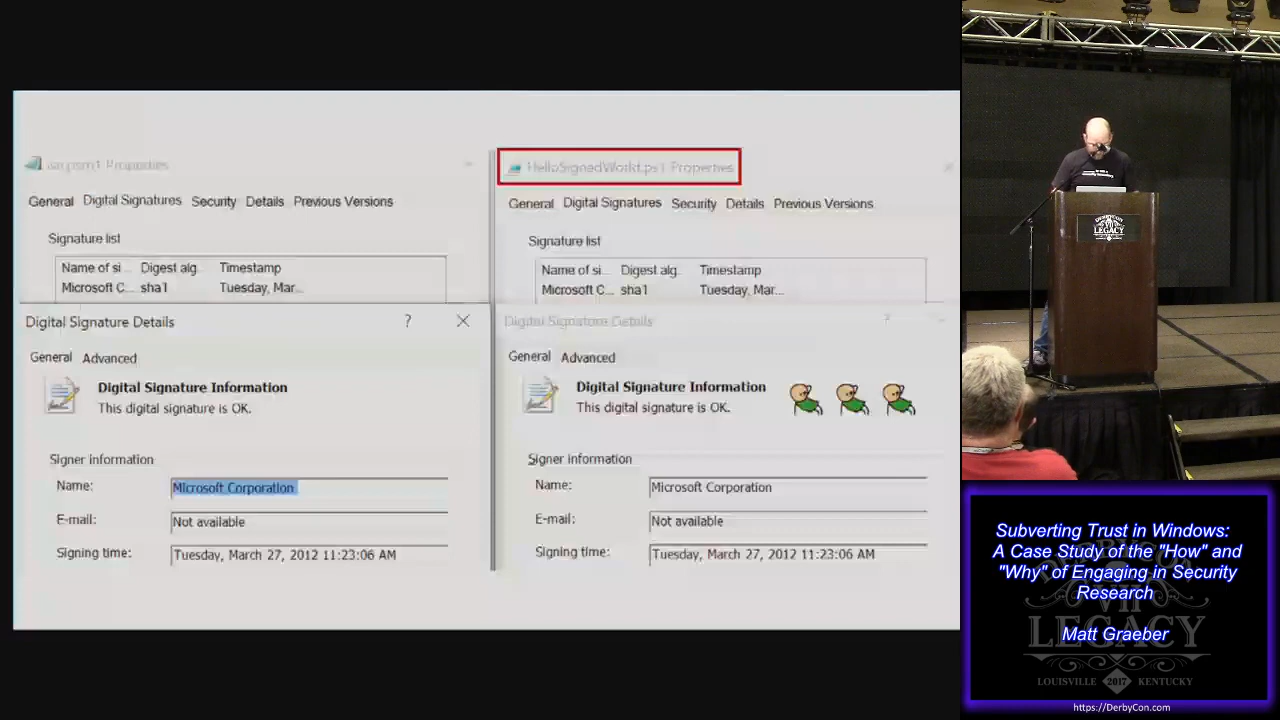 Properties
General Digital Signatures Security Details Previous Versions
Signature list
Name of si... Digest alg... Timestamp
Microsoft C... sha1 Tuesday, Mar...
Digital Signature Details ? ✕
General Advanced
Digital Signature Information
This digital signature is OK.
Signer information
Name: Microsoft Corporation
E-mail: Not available
Signing time: Tuesday, March 27, 2012 11:23:06 AM
HelloSignedWorld.ps1 Properties
General Digital Signatures Security Details Previous Versions
Signature list
Name of si... Digest alg... Timestamp
Microsoft C... sha1 Tuesday, Mar...
Digital Signature Details ?
General Advanced
Digital Signature Information
This digital signature is OK.
Signer information
Name: Microsoft Corporation
E-mail: Not available
Signing time: Tuesday, March 27, 2012 11:23:06 AM
LEGACY
Subverting Trust in Windows:
A Case Study of the "How" and
"Why" of Engaging in Security
Research
Matt Graeber
VII
LEGACY
LOUISVILLE 2017 KENTUCKY
https://DerbyCon.com